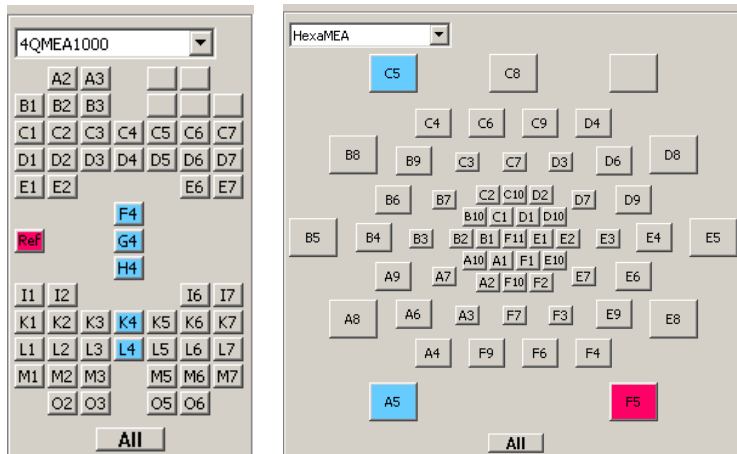 4QMEA1000
A2 A3
B1 B2 B3
C1 C2 C3 C4 C5 C6 C7
D1 D2 D3 D4 D5 D6 D7
E1 E2 E6 E7
F4
Ref G4
H4
I1 I2 I6 I7
K1 K2 K3 K4 K5 K6 K7
L1 L2 L3 L4 L5 L6 L7
M1 M2 M3 M5 M6 M7
O2 O3 O5 O6
All
HexaMEA
C5 C8
C4 C6 C9 D4
B8 B9 C3 C7 D3 D6 D8
B6 B7 C2 C10 D2 D7 D9
B10 C1 D1 D10
B5 B4 B3 B2 B1 F11 E1 E2 E3 E4 E5
A10 A1 F1 E10
A9 A7 A2 F10 F2 E7 E6
A8 A6 A3 F7 F3 E9 E8
A4 F9 F6 F4
A5 F5
All